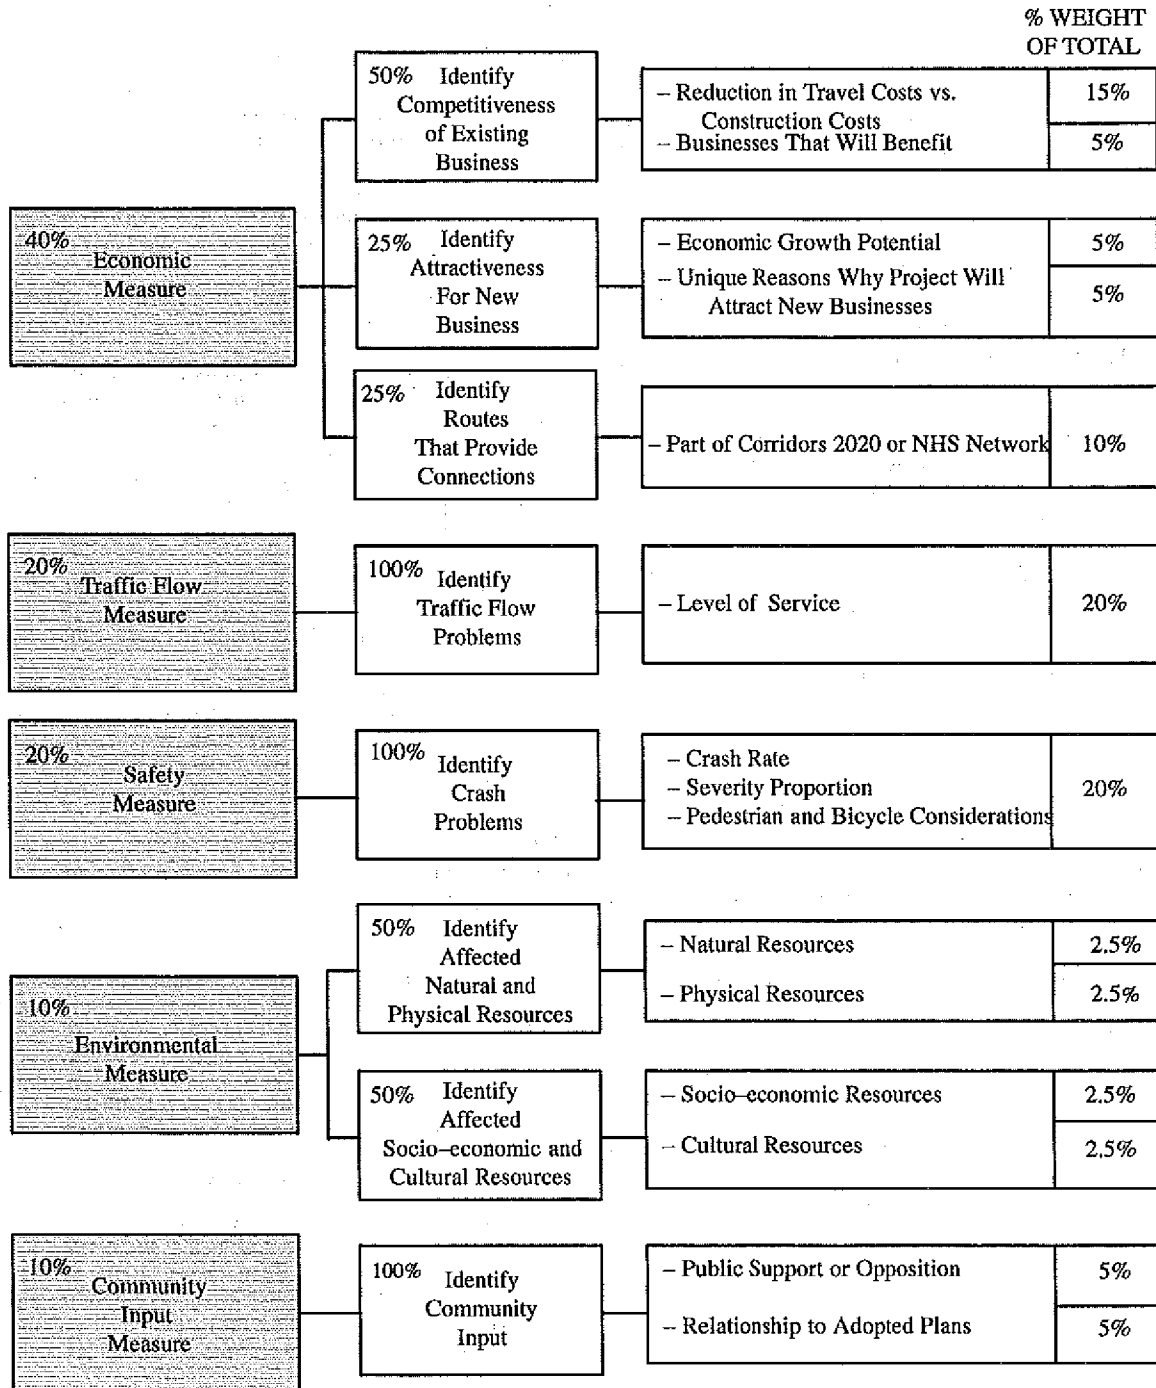 % WEIGHT
OF TOTAL
40%
Economic
Measure
50% Identify
Competitiveness
of Existing
Business
– Reduction in Travel Costs vs.
Construction Costs
15%
– Businesses That Will Benefit
5%
25% Identify
Attractiveness
For New
Business
– Economic Growth Potential
5%
– Unique Reasons Why Project Will
Attract New Businesses
5%
25% Identify
Routes
That Provide
Connections
– Part of Corridors 2020 or NHS Network
10%
20%
Traffic Flow
Measure
100% Identify
Traffic Flow
Problems
– Level of Service
20%
20%
Safety
Measure
100% Identify
Crash
Problems
– Crash Rate
– Severity Proportion
– Pedestrian and Bicycle Considerations
20%
10%
Environmental
Measure
50% Identify
Affected
Natural and
Physical Resources
– Natural Resources
2.5%
– Physical Resources
2.5%
50% Identify
Affected
Socio–economic and
Cultural Resources
– Socio–economic Resources
2.5%
– Cultural Resources
2.5%
10%
Community
Input
Measure
100% Identify
Community
Input
– Public Support or Opposition
5%
– Relationship to Adopted Plans
5%